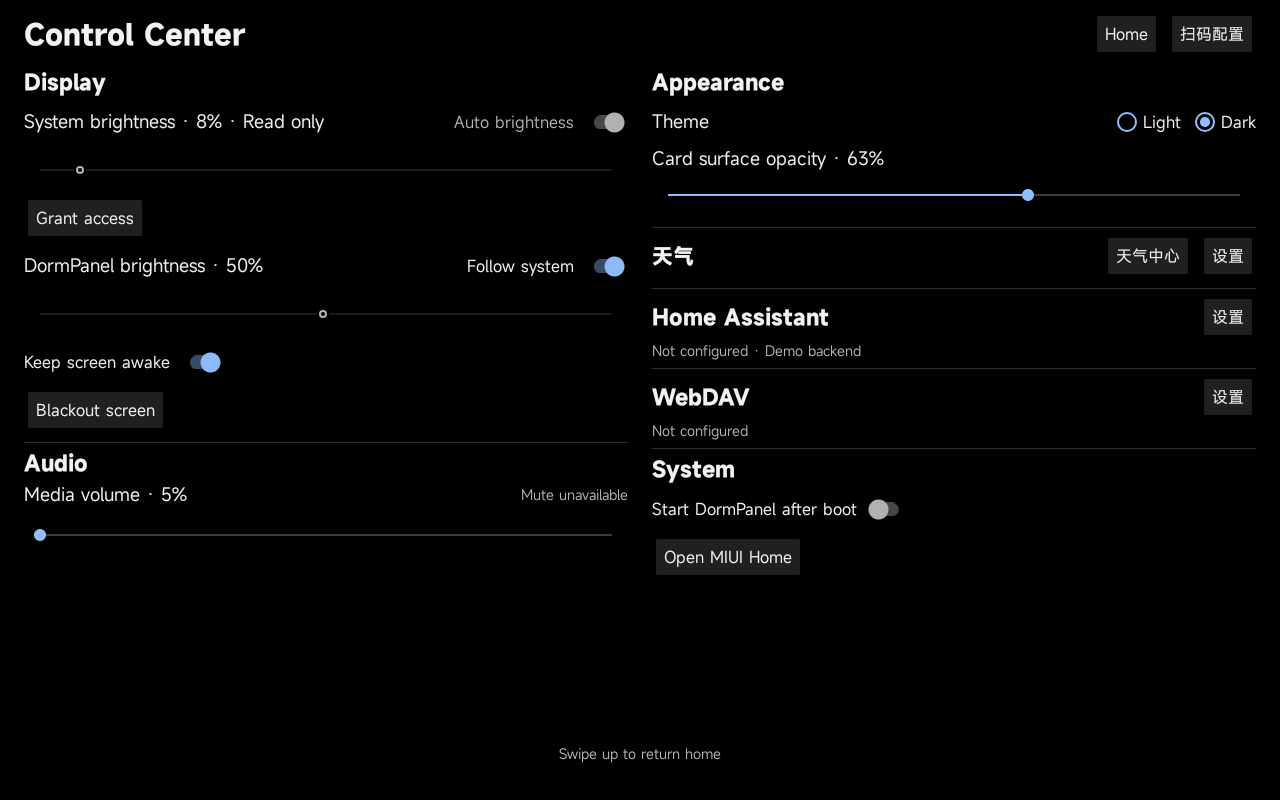 Control Center
Home
扫码配置
Display
System brightness · 8% · Read only
Auto brightness
Grant access
DormPanel brightness · 50%
Follow system
Keep screen awake
Blackout screen
Audio
Media volume · 5%
Mute unavailable
Appearance
Theme
Light
Dark
Card surface opacity · 63%
天气
天气中心
设置
Home Assistant
设置
Not configured · Demo backend
WebDAV
设置
Not configured
System
Start DormPanel after boot
Open MIUI Home
Swipe up to return home